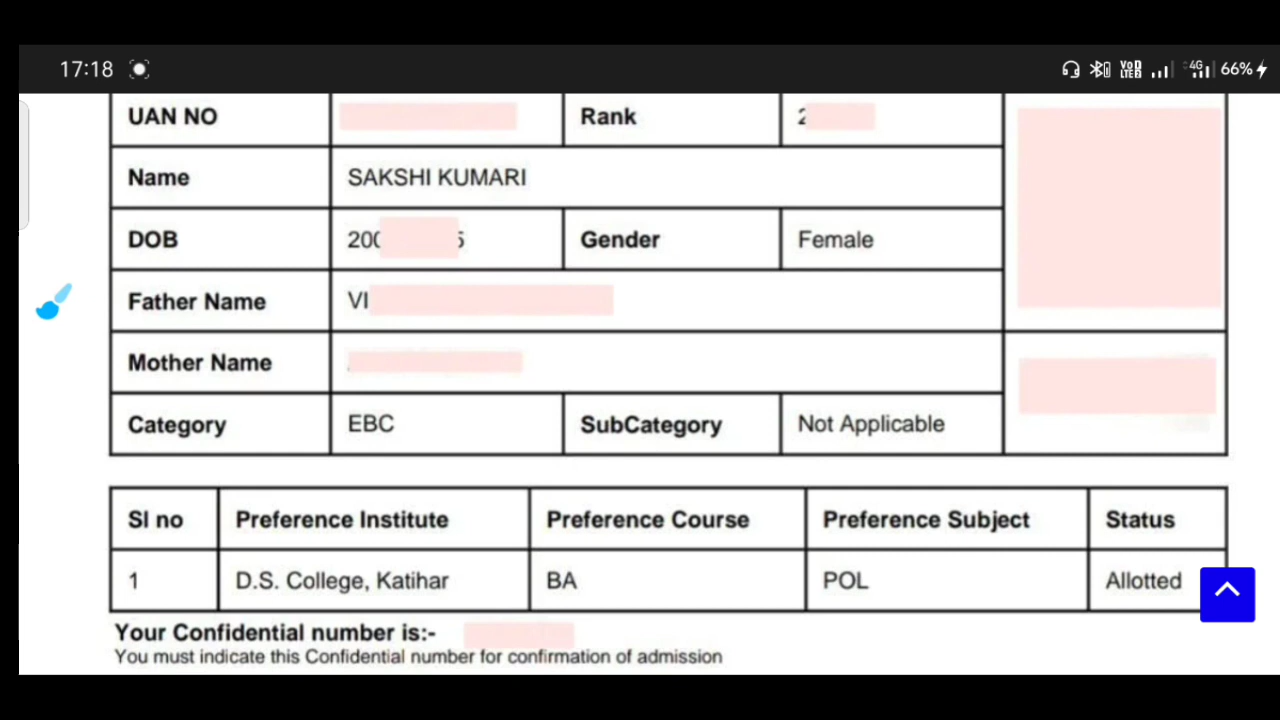 17:18 4G 66%
UAN NO Rank 2
Name SAKSHI KUMARI
DOB 200 5 Gender Female
Father Name VI
Mother Name
Category EBC SubCategory Not Applicable
Sl no Preference Institute Preference Course Preference Subject Status
1 D.S. College, Katihar BA POL Allotted
Your Confidential number is:-
You must indicate this Confidential number for confirmation of admission